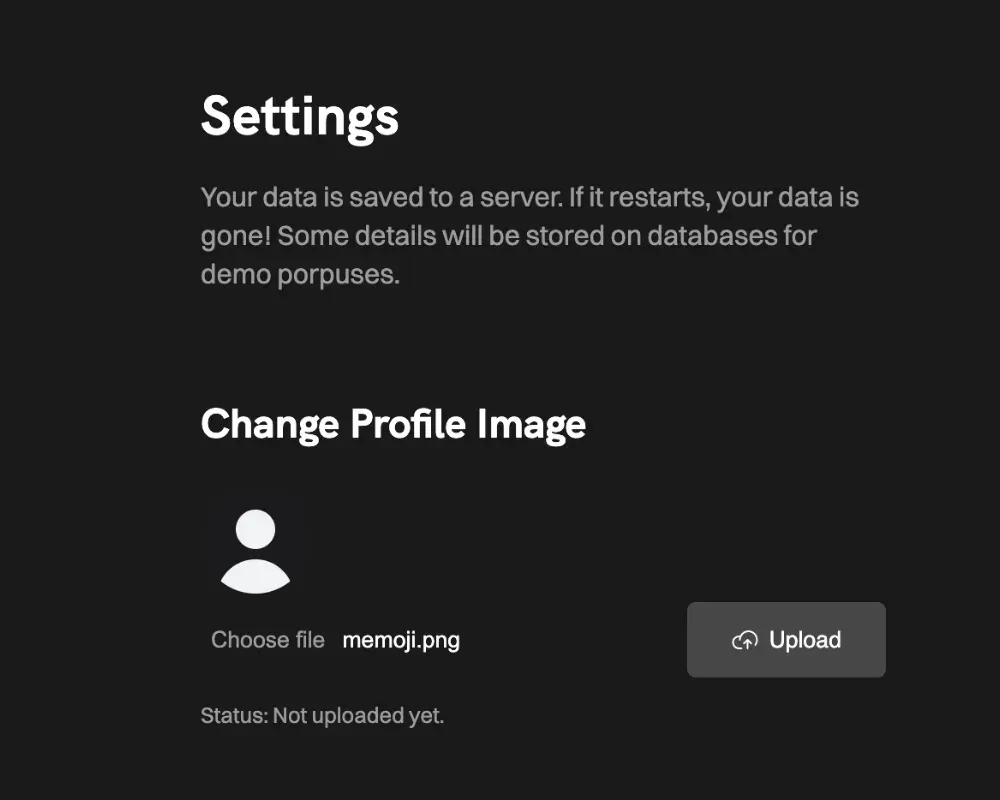 Settings
Your data is saved to a server. If it restarts, your data is
gone! Some details will be stored on databases for
demo porpuses.
Change Profile Image
Choose file memoji.png
Upload
Status: Not uploaded yet.